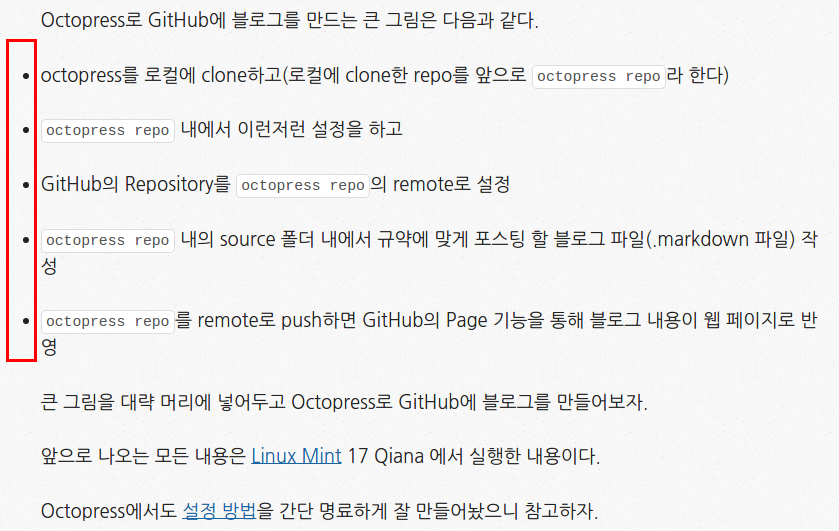 Octopress로 GitHub에 블로그를 만드는 큰 그림은 다음과 같다.
• octopress를 로컬에 clone하고(로컬에 clone한 repo를 앞으로 octopress repo라 한다)
• octopress repo 내에서 이런저런 설정을 하고
• GitHub의 Repository를 octopress repo의 remote로 설정
• octopress repo 내의 source 폴더 내에서 규약에 맞게 포스팅 할 블로그 파일(.markdown 파일) 작
성
• octopress repo를 remote로 push하면 GitHub의 Page 기능을 통해 블로그 내용이 웹 페이지로 반
영
큰 그림을 대략 머리에 넣어두고 Octopress로 GitHub에 블로그를 만들어보자.
앞으로 나오는 모든 내용은 Linux Mint 17 Qiana 에서 실행한 내용이다.
Octopress에서도 설정 방법을 간단 명료하게 잘 만들어놨으니 참고하자.